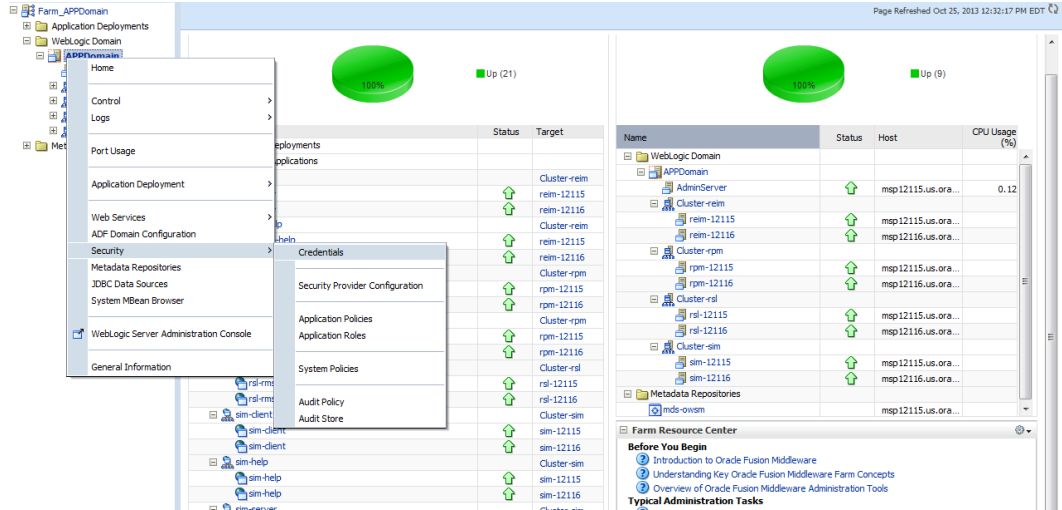 Farm_APPDomain
Page Refreshed Oct 25, 2013 12:32:17 PM EDT
Application Deployments
WebLogic Domain
APPDomain
Home
Control
Logs
Port Usage
Application Deployment
Web Services
ADF Domain Configuration
Security
Metadata Repositories
JDBC Data Sources
System MBean Browser
WebLogic Server Administration Console
General Information
Met
Credentials
Security Provider Configuration
Application Policies
Application Roles
System Policies
Audit Policy
Audit Store
100%
Up (21)
Status Target
eployments
pplications
Cluster-reim
reim-12115
reim-12116
lp Cluster-reim
-help reim-12115
reim-12116
Cluster-rpm
rpm-12115
rpm-12116
Cluster-rpm
rpm-12115
rpm-12116
Cluster-rsl
rsl-rms rsl-12115
rsl-rms rsl-12116
sim-client Cluster-sim
sim-client sim-12115
sim-client sim-12116
sim-help Cluster-sim
sim-help sim-12115
sim-help sim-12116
sim-server Cluster-sim
100%
Up (9)
Name Status Host CPU Usage
(%)
WebLogic Domain
APPDomain
AdminServer msp12115.us.ora... 0.12
Cluster-reim
reim-12115 msp12115.us.ora...
reim-12116 msp12116.us.ora...
Cluster-rpm
rpm-12115 msp12115.us.ora...
rpm-12116 msp12116.us.ora...
Cluster-rsl
rsl-12115 msp12115.us.ora...
rsl-12116 msp12116.us.ora...
Cluster-sim
sim-12115 msp12115.us.ora...
sim-12116 msp12116.us.ora...
Metadata Repositories
mds-owsm msp12115.us.ora...
Farm Resource Center
Before You Begin
Introduction to Oracle Fusion Middleware
Understanding Key Oracle Fusion Middleware Farm Concepts
Overview of Oracle Fusion Middleware Administration Tools
Typical Administration Tasks